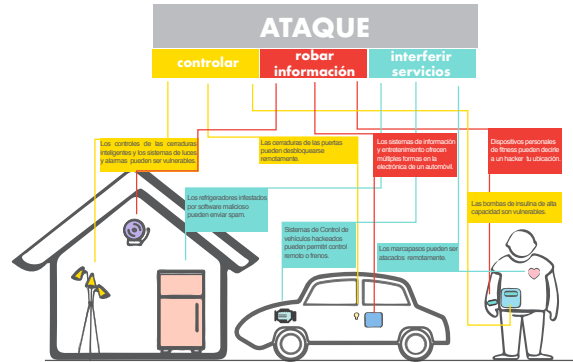 ATAQUE
controlar
robar
información
interferir
servicios
Los controles de las cerraduras
inteligentes y los sistemas de luces
y alarmas pueden ser vulnerables.
Las cerraduras de las puertas
pueden desbloquearse
remotamente.
Los sistemas de información
y entretenimiento ofrecen
múltiples formas en la
electrónica de un automóvil.
Dispositivos personales
de fitness pueden decirle
a un hacker tu ubicación.
Los refrigeradores infestados
por software malicioso
pueden enviar spam.
Las bombas de insulina de alta
capacidad son vulnerables.
Sistemas de Control de
vehículos hackeados
pueden permitir control
remoto o frenos.
Los marcapasos pueden ser
atacados remotamente.